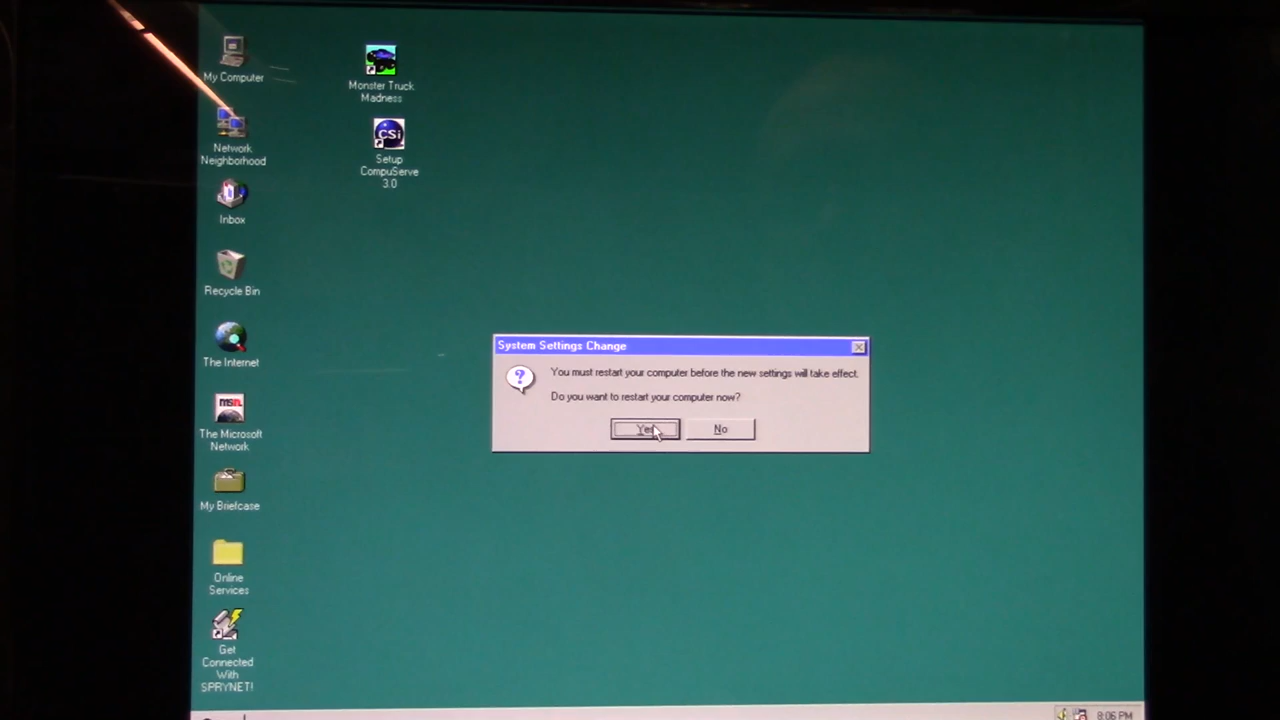 My Computer
Network
Neighborhood
Inbox
Recycle Bin
The Internet
msn
The Microsoft
Network
My Briefcase
Online
Services
Get
Connected
With
SPRYNET!
Monster Truck
Madness
CSi
Setup
CompuServe
3.0
System Settings Change
You must restart your computer before the new settings will take effect.
Do you want to restart your computer now?
Yes
No
8:06 PM